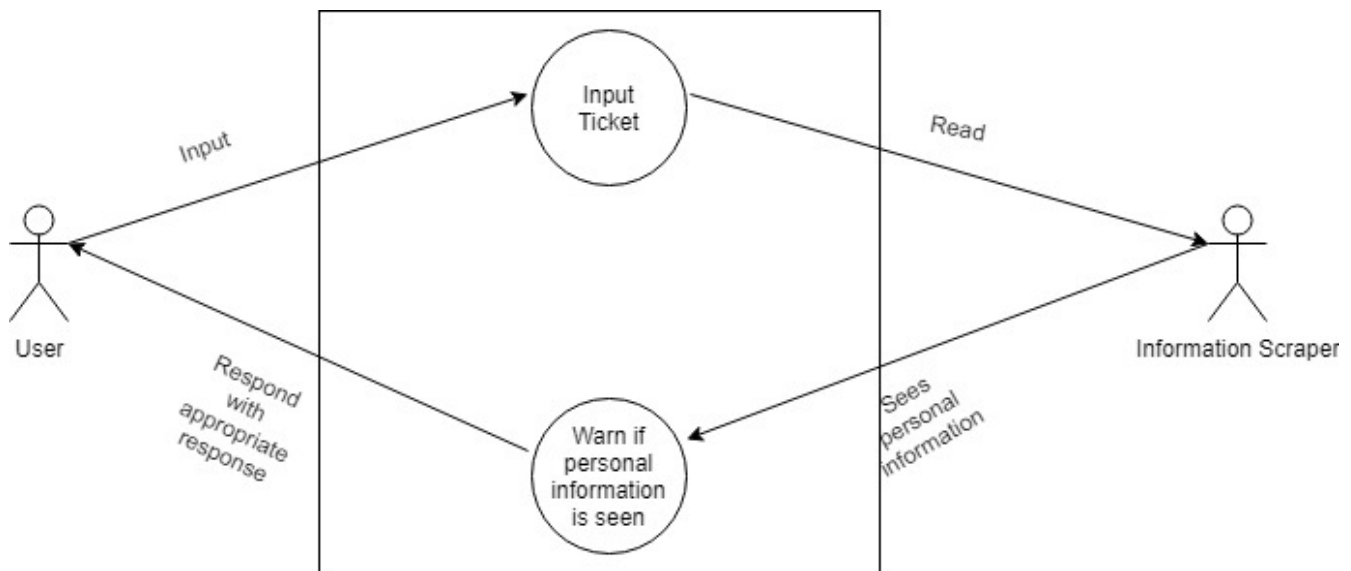 Input
Ticket
Input
Read
User
Information Scraper
Respond
with
appropriate
response
Sees
personal
information
Warn if
personal
information
is seen